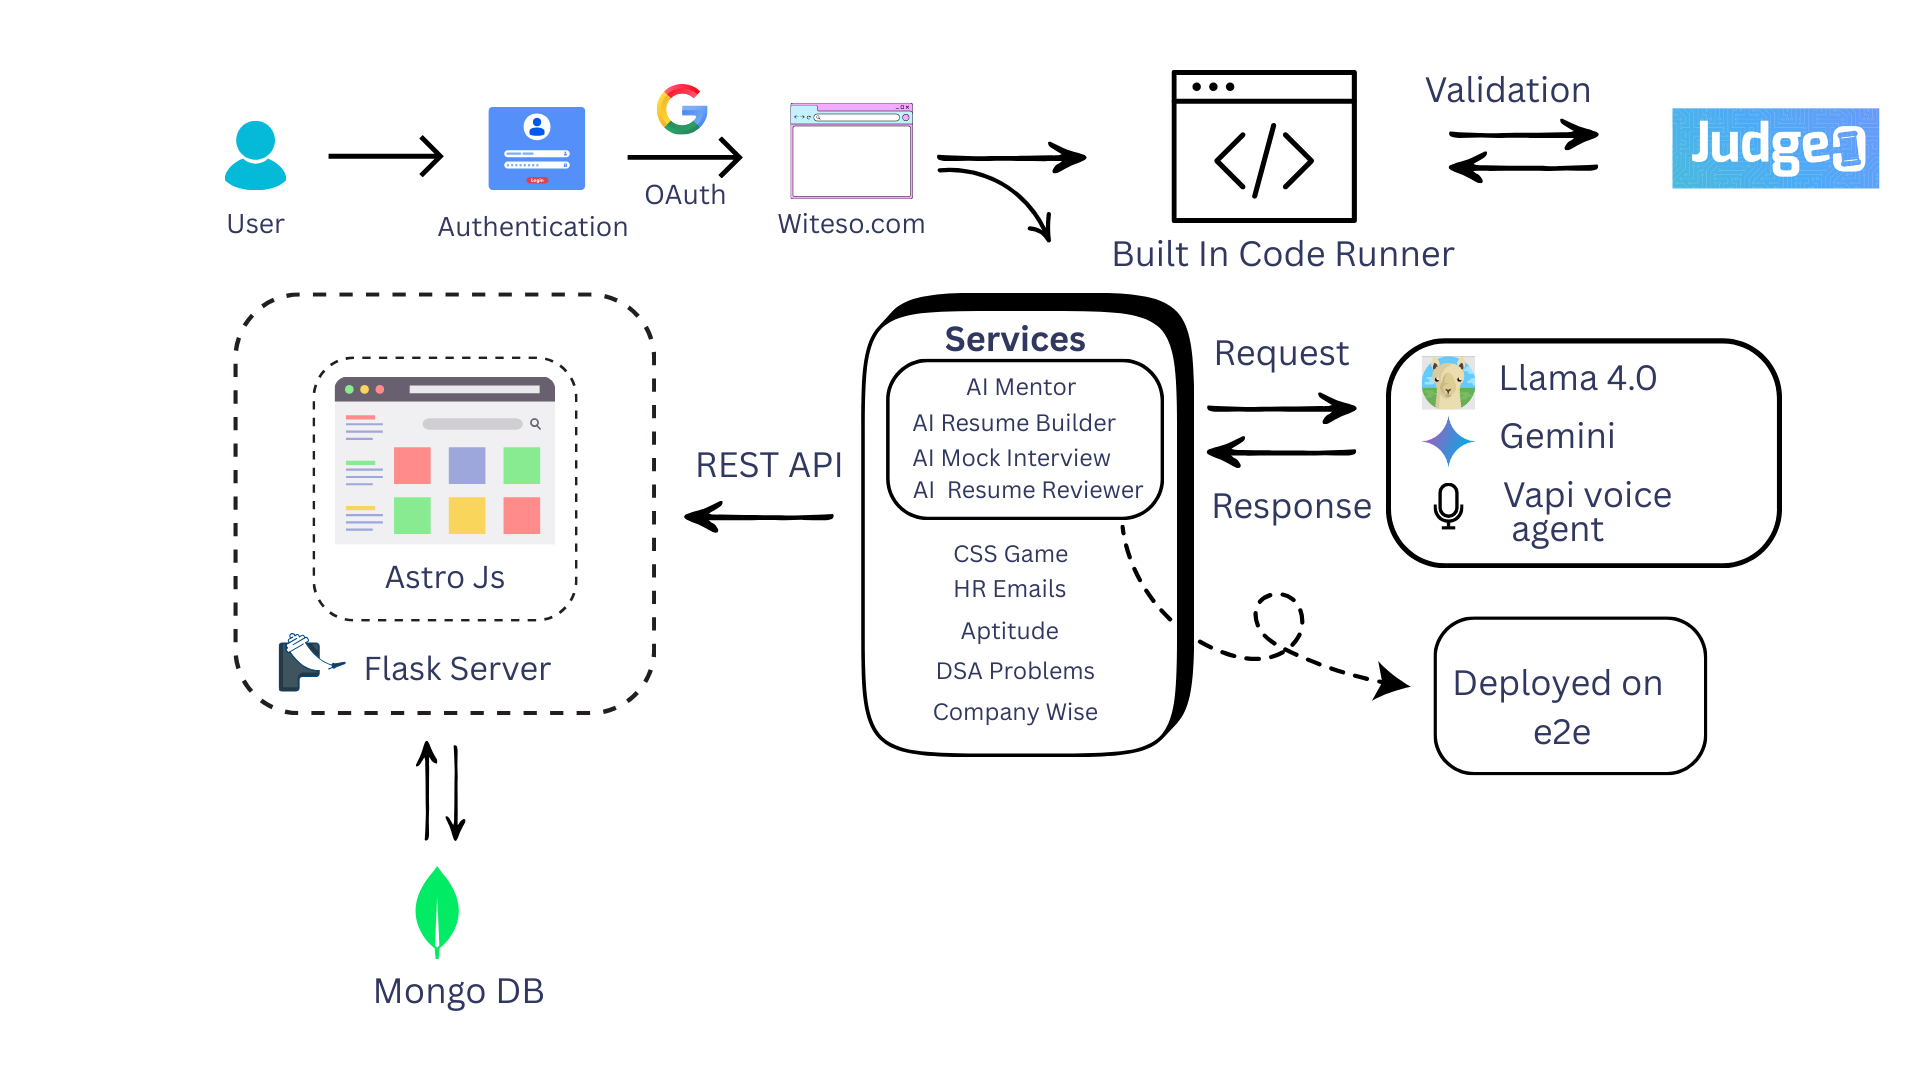 User
Authentication
Login
OAuth
Witeso.com
Built In Code Runner
Validation
Judge0
Services
AI Mentor
AI Resume Builder
AI Mock Interview
AI  Resume Reviewer
CSS Game
HR Emails
Aptitude
DSA Problems
Company Wise
Request
Response
Llama 4.0
Gemini
Vapi voice
agent
Deployed on
e2e
REST API
Astro Js
Flask Server
Mongo DB